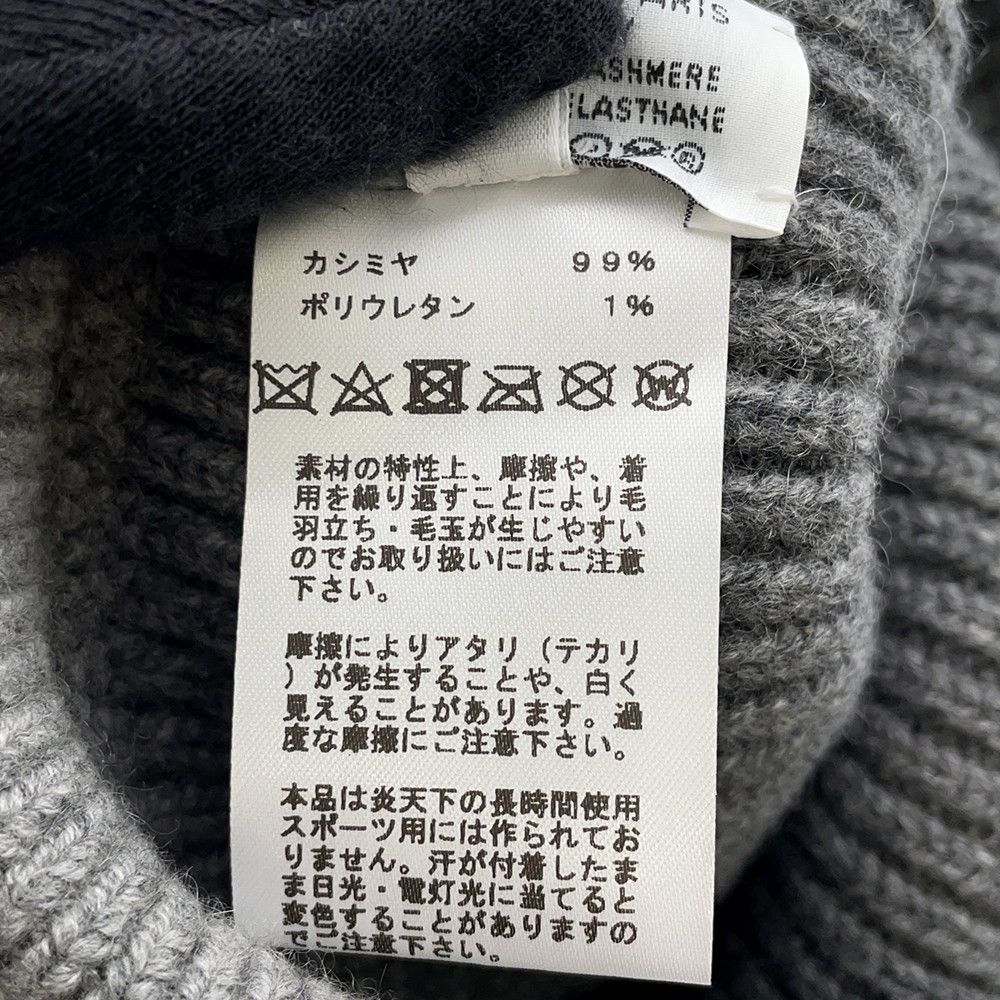 カシミヤ 99%
ポリウレタン 1%
素材の特性上、摩擦や、着
用を繰り返すことにより毛
羽立ち・毛玉が生じやすい
のでお取り扱いにはご注意
下さい。
摩擦によりアタリ（テカリ
）が発生することや、白く
見えることがあります。過
度な摩擦にご注意下さい。
本品は炎天下の長時間使用
スポーツ用には作られてお
りません。汗が付着したま
ま日光・電灯光に当てると
変色することがありますの
でご注意下さい。